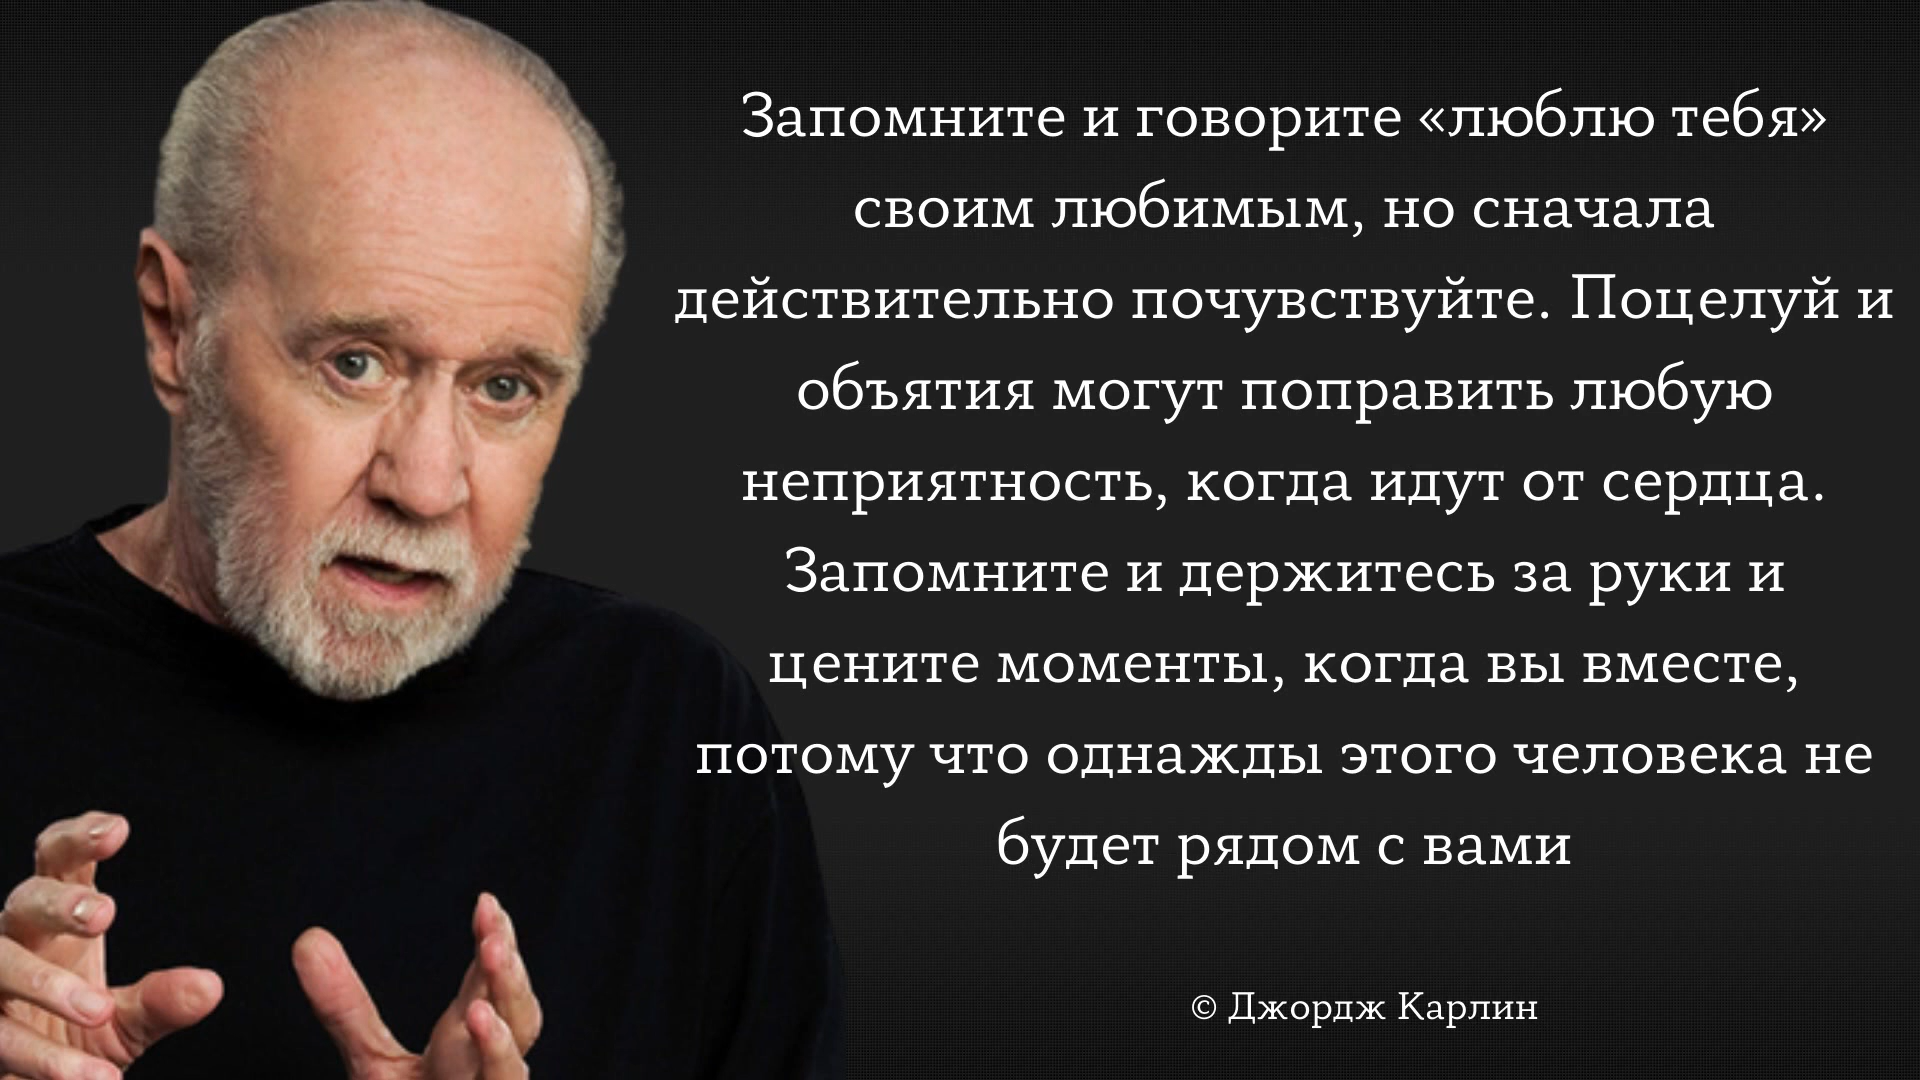 Запомните и говорите «люблю тебя»
своим любимым, но сначала
действительно почувствуйте. Поцелуй и
объятия могут поправить любую
неприятность, когда идут от сердца.
Запомните и держитесь за руки и
цените моменты, когда вы вместе,
потому что однажды этого человека не
будет рядом с вами
© Джордж Карлин